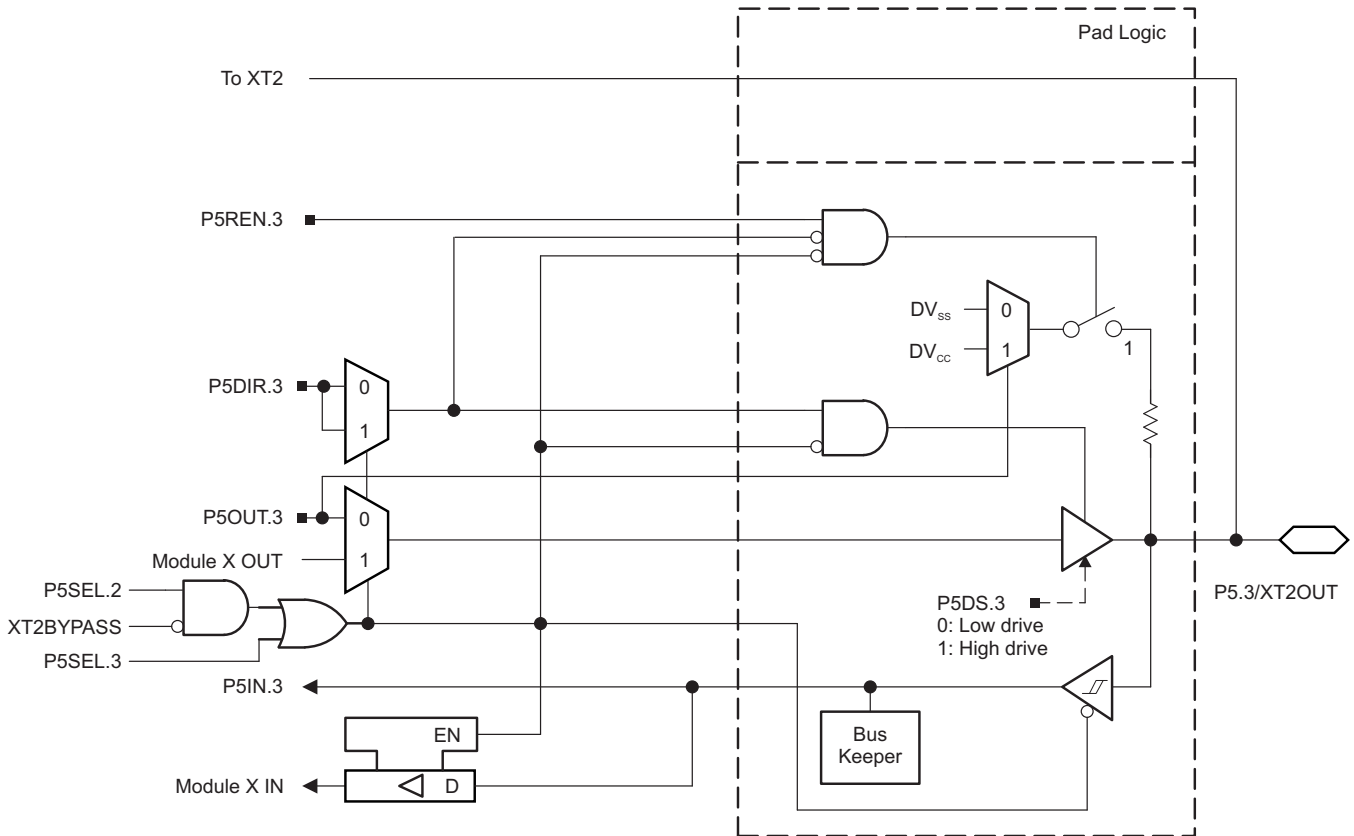 Pad Logic
To XT2
P5REN.3
DVSS
0
DVCC
1
1
P5DIR.3
0
1
P5OUT.3
0
Module X OUT
1
P5SEL.2
XT2BYPASS
P5SEL.3
P5DS.3
0: Low drive
1: High drive
P5.3/XT2OUT
P5IN.3
Bus
Keeper
EN
Module X IN
D